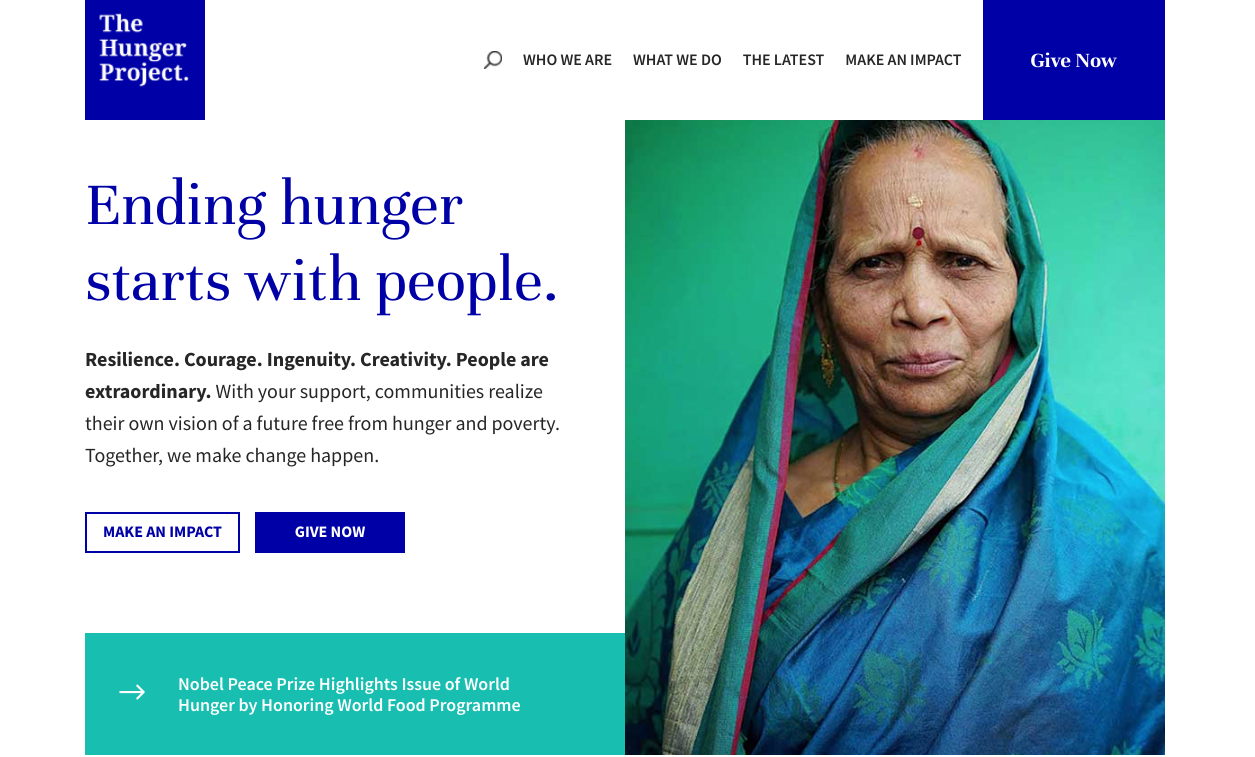 The
Hunger
Project.
WHO WE ARE
WHAT WE DO
THE LATEST
MAKE AN IMPACT
Give Now
Ending hunger
starts with people.
Resilience. Courage. Ingenuity. Creativity. People are
extraordinary. With your support, communities realize
their own vision of a future free from hunger and poverty.
Together, we make change happen.
MAKE AN IMPACT
GIVE NOW
Nobel Peace Prize Highlights Issue of World
Hunger by Honoring World Food Programme